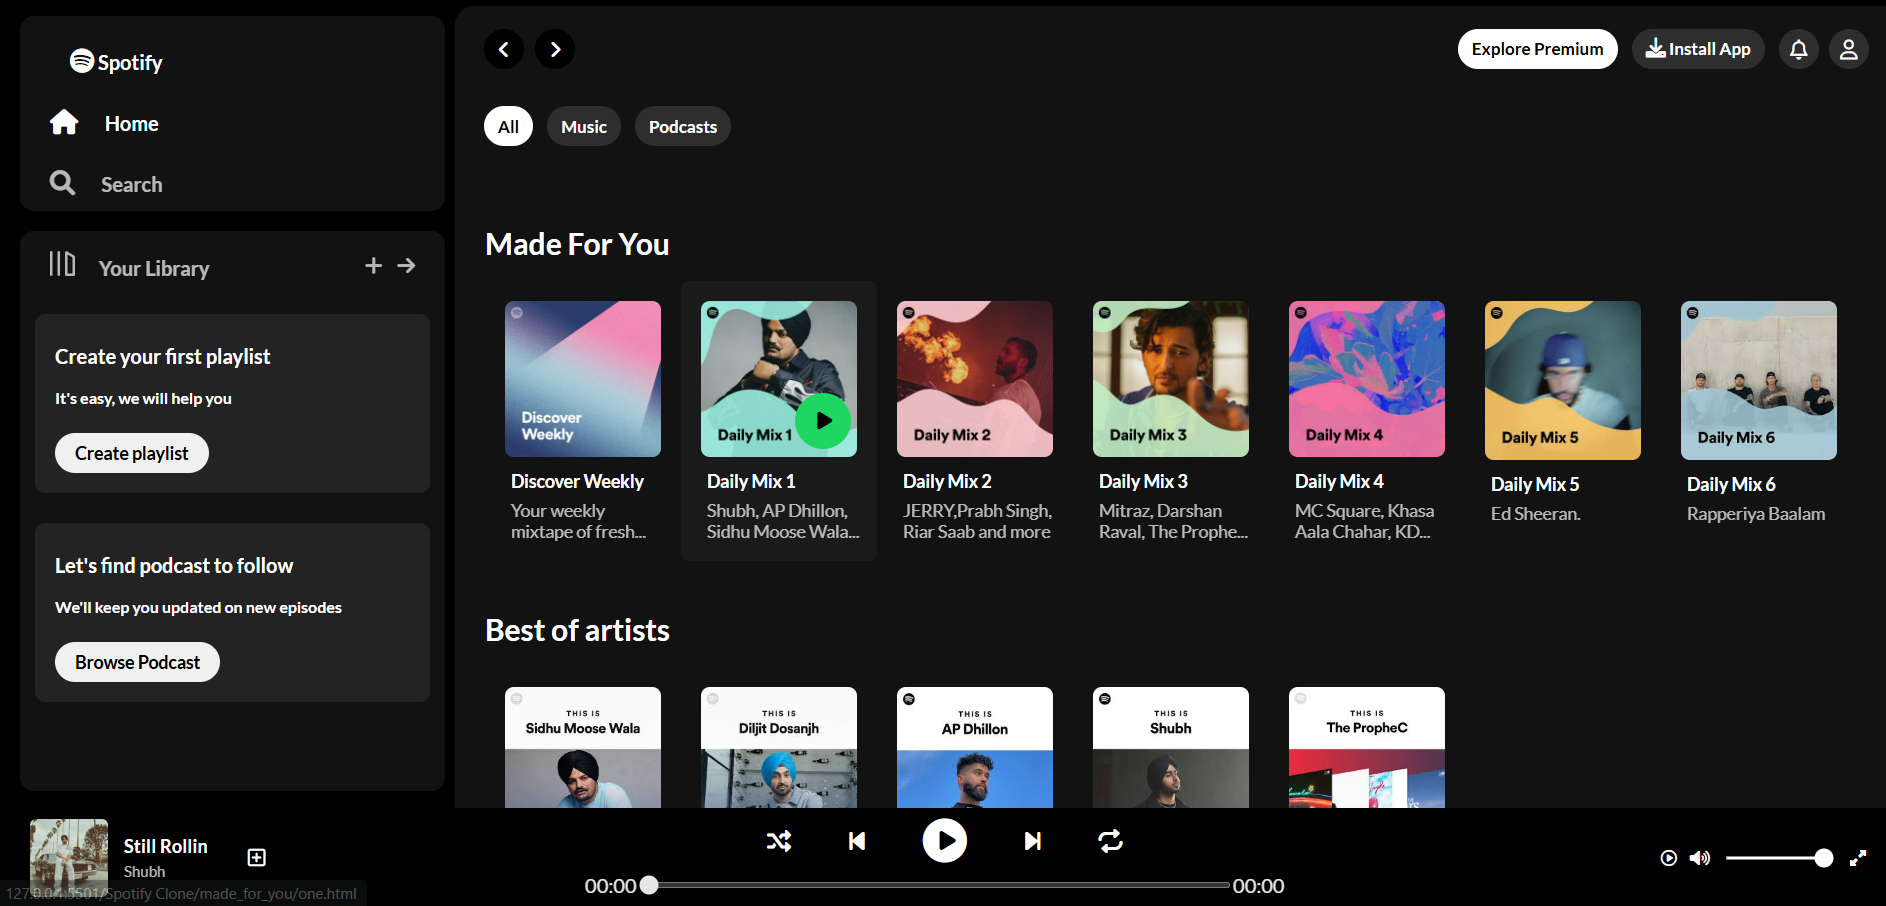 Spotify
Home
Search
Your Library
Create your first playlist
It's easy, we will help you
Create playlist
Let's find podcast to follow
We'll keep you updated on new episodes
Browse Podcast
Explore Premium
Install App
All
Music
Podcasts
Made For You
Discover
Weekly
Daily Mix 1
Daily Mix 2
Daily Mix 3
Daily Mix 4
Daily Mix 5
Daily Mix 6
Discover Weekly
Your weekly
mixtape of fresh...
Daily Mix 1
Shubh, AP Dhillon,
Sidhu Moose Wala...
Daily Mix 2
JERRY,Prabh Singh,
Riar Saab and more
Daily Mix 3
Mitraz, Darshan
Raval, The Prophe...
Daily Mix 4
MC Square, Khasa
Aala Chahar, KD...
Daily Mix 5
Ed Sheeran.
Daily Mix 6
Rapperiya Baalam
Best of artists
THIS IS
Sidhu Moose Wala
THIS IS
Diljit Dosanjh
THIS IS
AP Dhillon
THIS IS
Shubh
THIS IS
The PropheC
Still Rollin
Shubh
00:00
00:00
127.0.0.1:5501/Spotify Clone/made_for_you/one.html